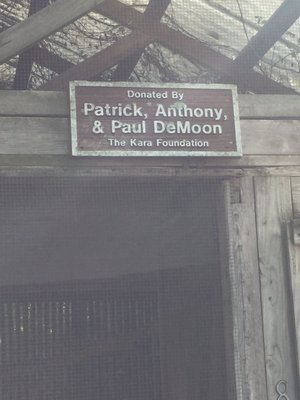 Donated By
Patrick, Anthony,
& Paul DeMoon
The Kara Foundation